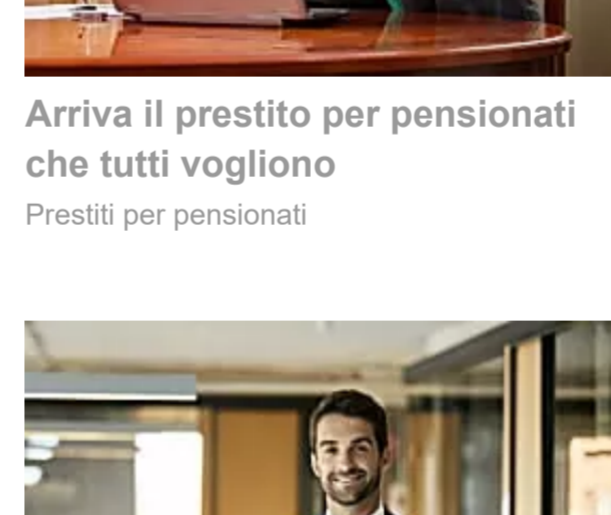 Arriva il prestito per pensionati
che tutti vogliono
Prestiti per pensionati